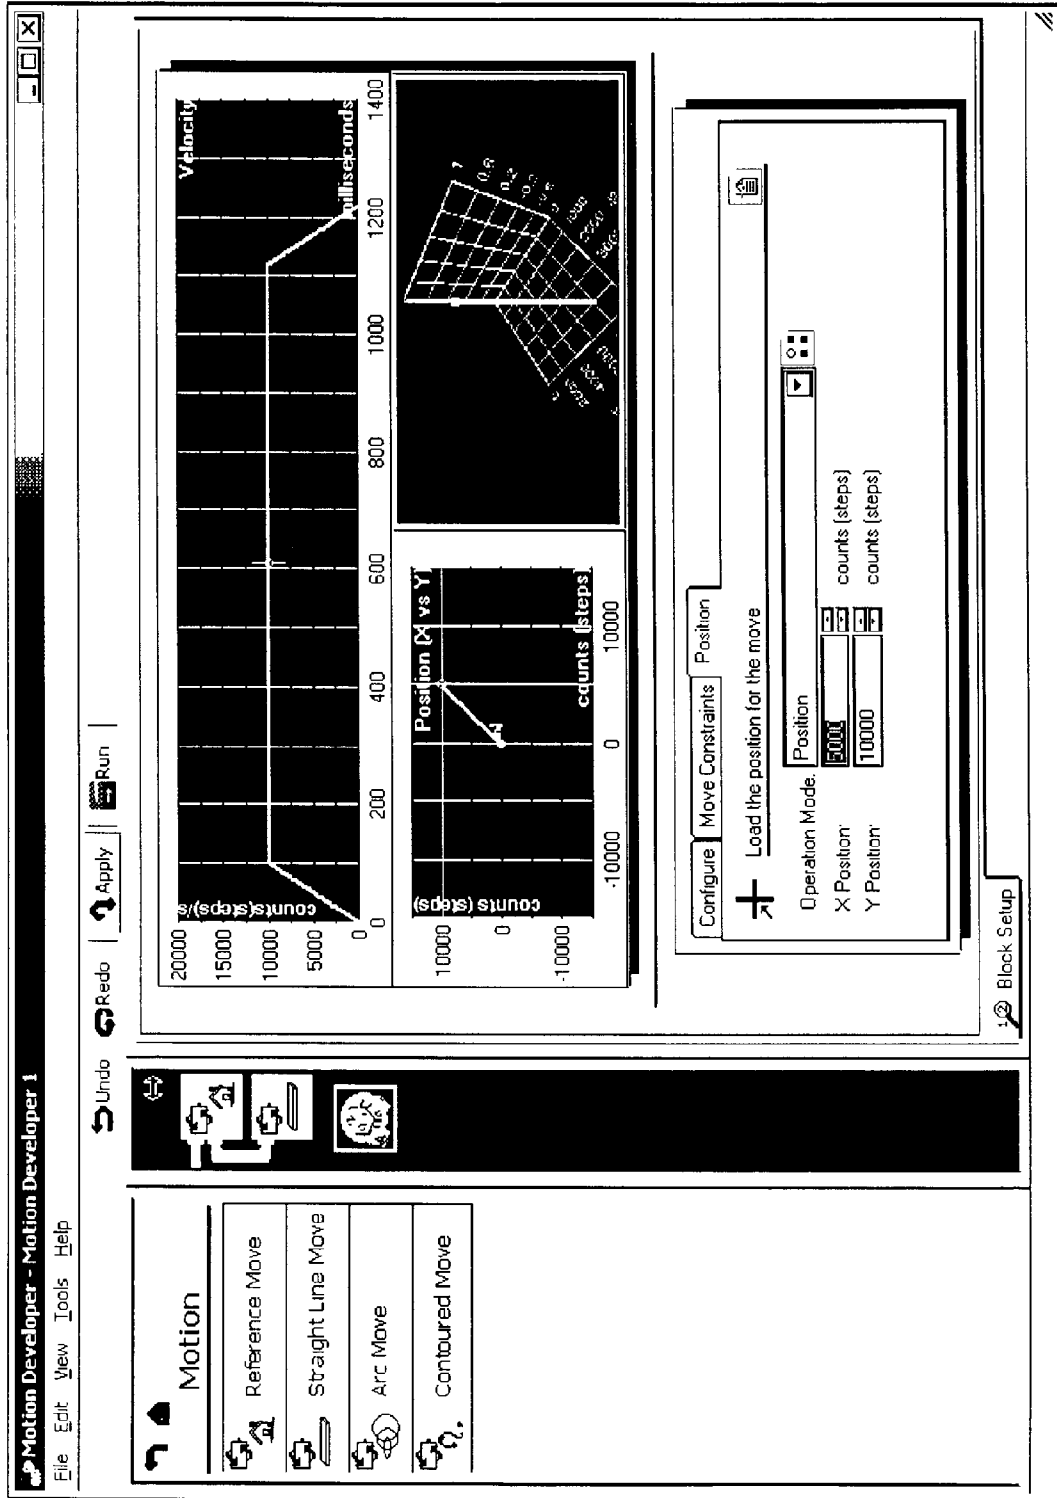 Motion Developer - Motion Developer 1
File Edit View Tools Help
Undo Redo Apply Run
Motion
Reference Move
Straight Line Move
Arc Move
Contoured Move
Velocity
counts(steps)/s
20000
15000
10000
5000
0
milliseconds
0 200 400 600 800 1000 1200 1400
Position (X vs Y)
counts (steps)
10000
0
-10000
counts (steps)
-10000 0 10000
Configure Move Constraints Position
Load the position for the move
Operation Mode. Position
X Position: 5000 counts (steps)
Y Position: 10000 counts (steps)
Block Setup